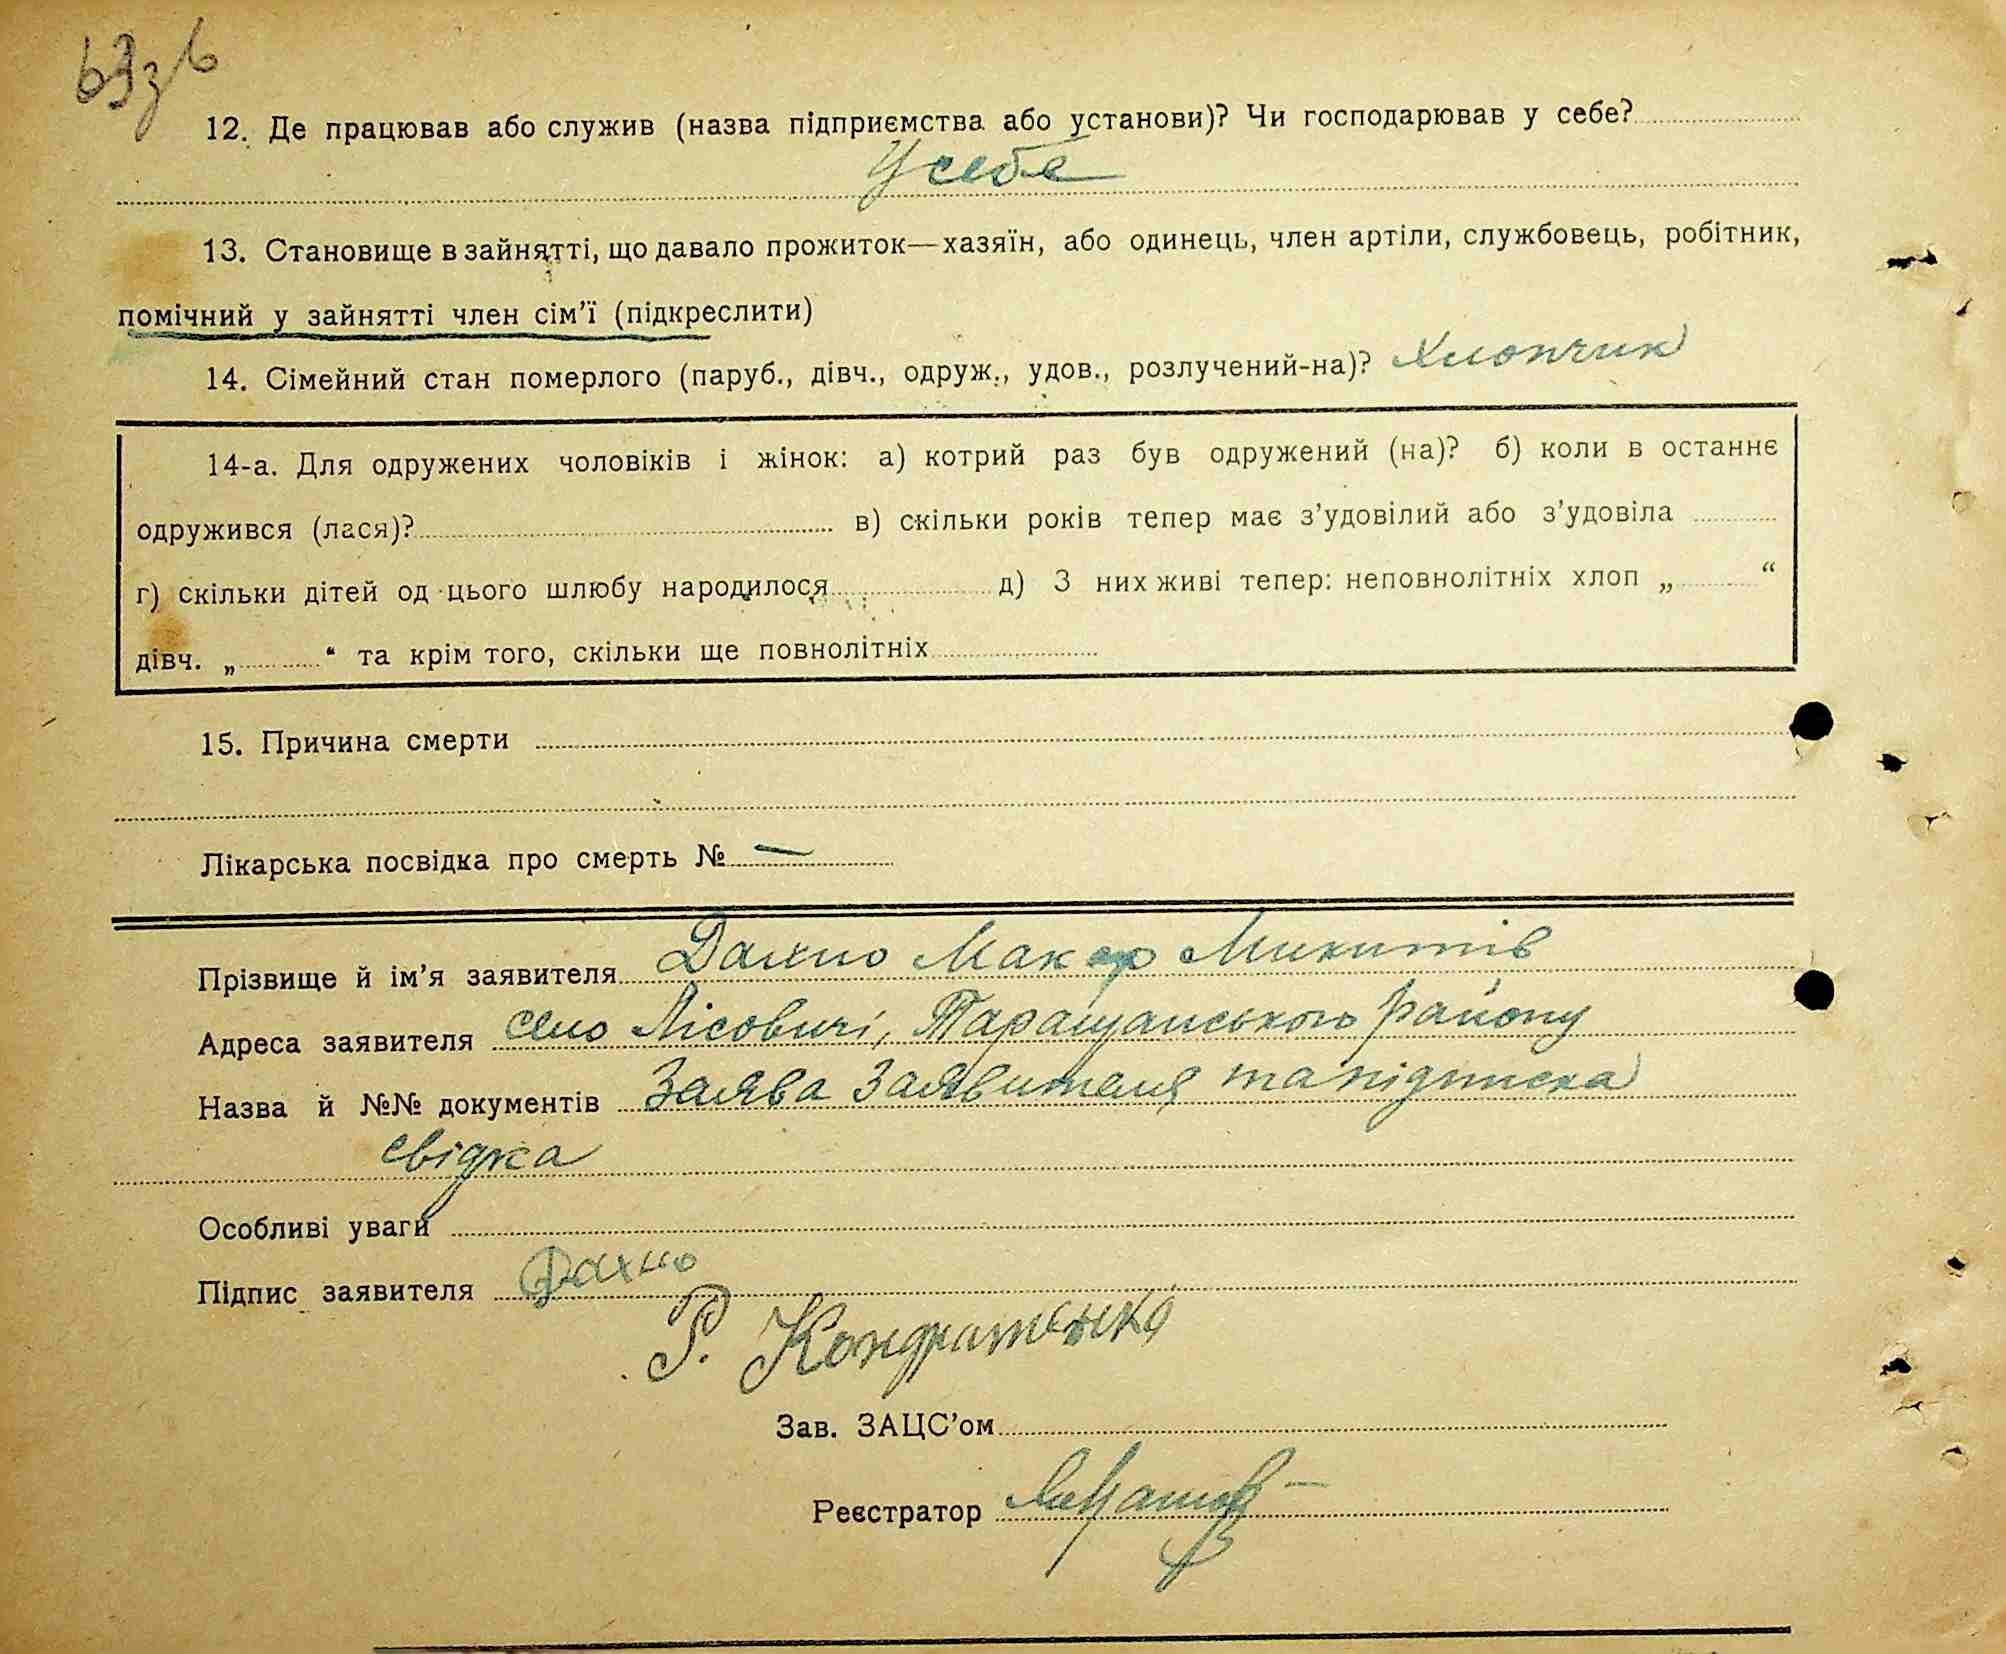 63зв
12. Де працював або служив (назва підприємства або установи)? Чи господарював у себе?
У себе
13. Становище в зайнятті, що давало прожиток—хазяїн, або одинець, член артіли, службовець, робітник,
помічний у зайнятті член сім’ї (підкреслити)
14. Сімейний стан померлого (паруб., дівч., одруж., удов., розлучений-на)? Хлопчик
14-а. Для одружених чоловіків і жінок: а) котрий раз був одружений (на)? б) коли в останнє
одружився (лася)? в) скільки років тепер має з’удовілий або з’удовіла
г) скільки дітей од цього шлюбу народилося д) З них живі тепер: неповнолітніх хлоп „ “
дівч. „ “ та крім того, скільки ще повнолітніх
15. Причина смерти
Лікарська посвідка про смерть № —
Прізвище й ім’я заявителя Дахно Макар Микитів
Адреса заявителя село Лісовичі, Таращанського району
Назва й №№ документів Заява Заявителя та підписка
свідка
Особливі уваги
Підпис заявителя Дахно
Р. Кондратенко
Зав. ЗАЦС’ом
Реєстратор